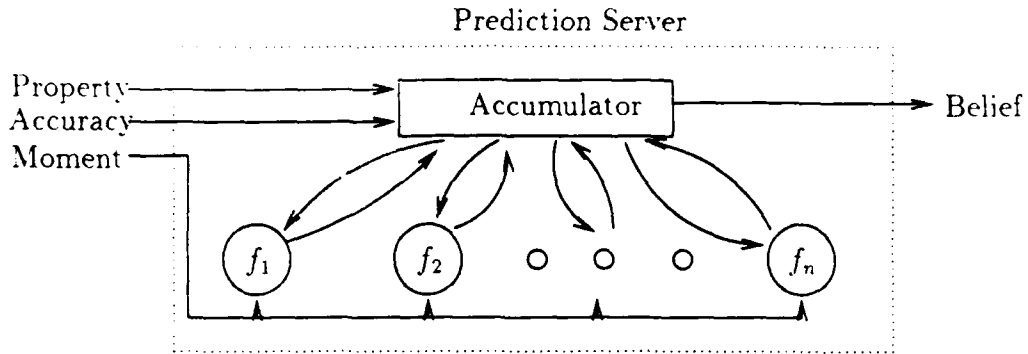 Prediction Server
Property
Accumulator
Belief
Accuracy
Moment
f1
f2
fn